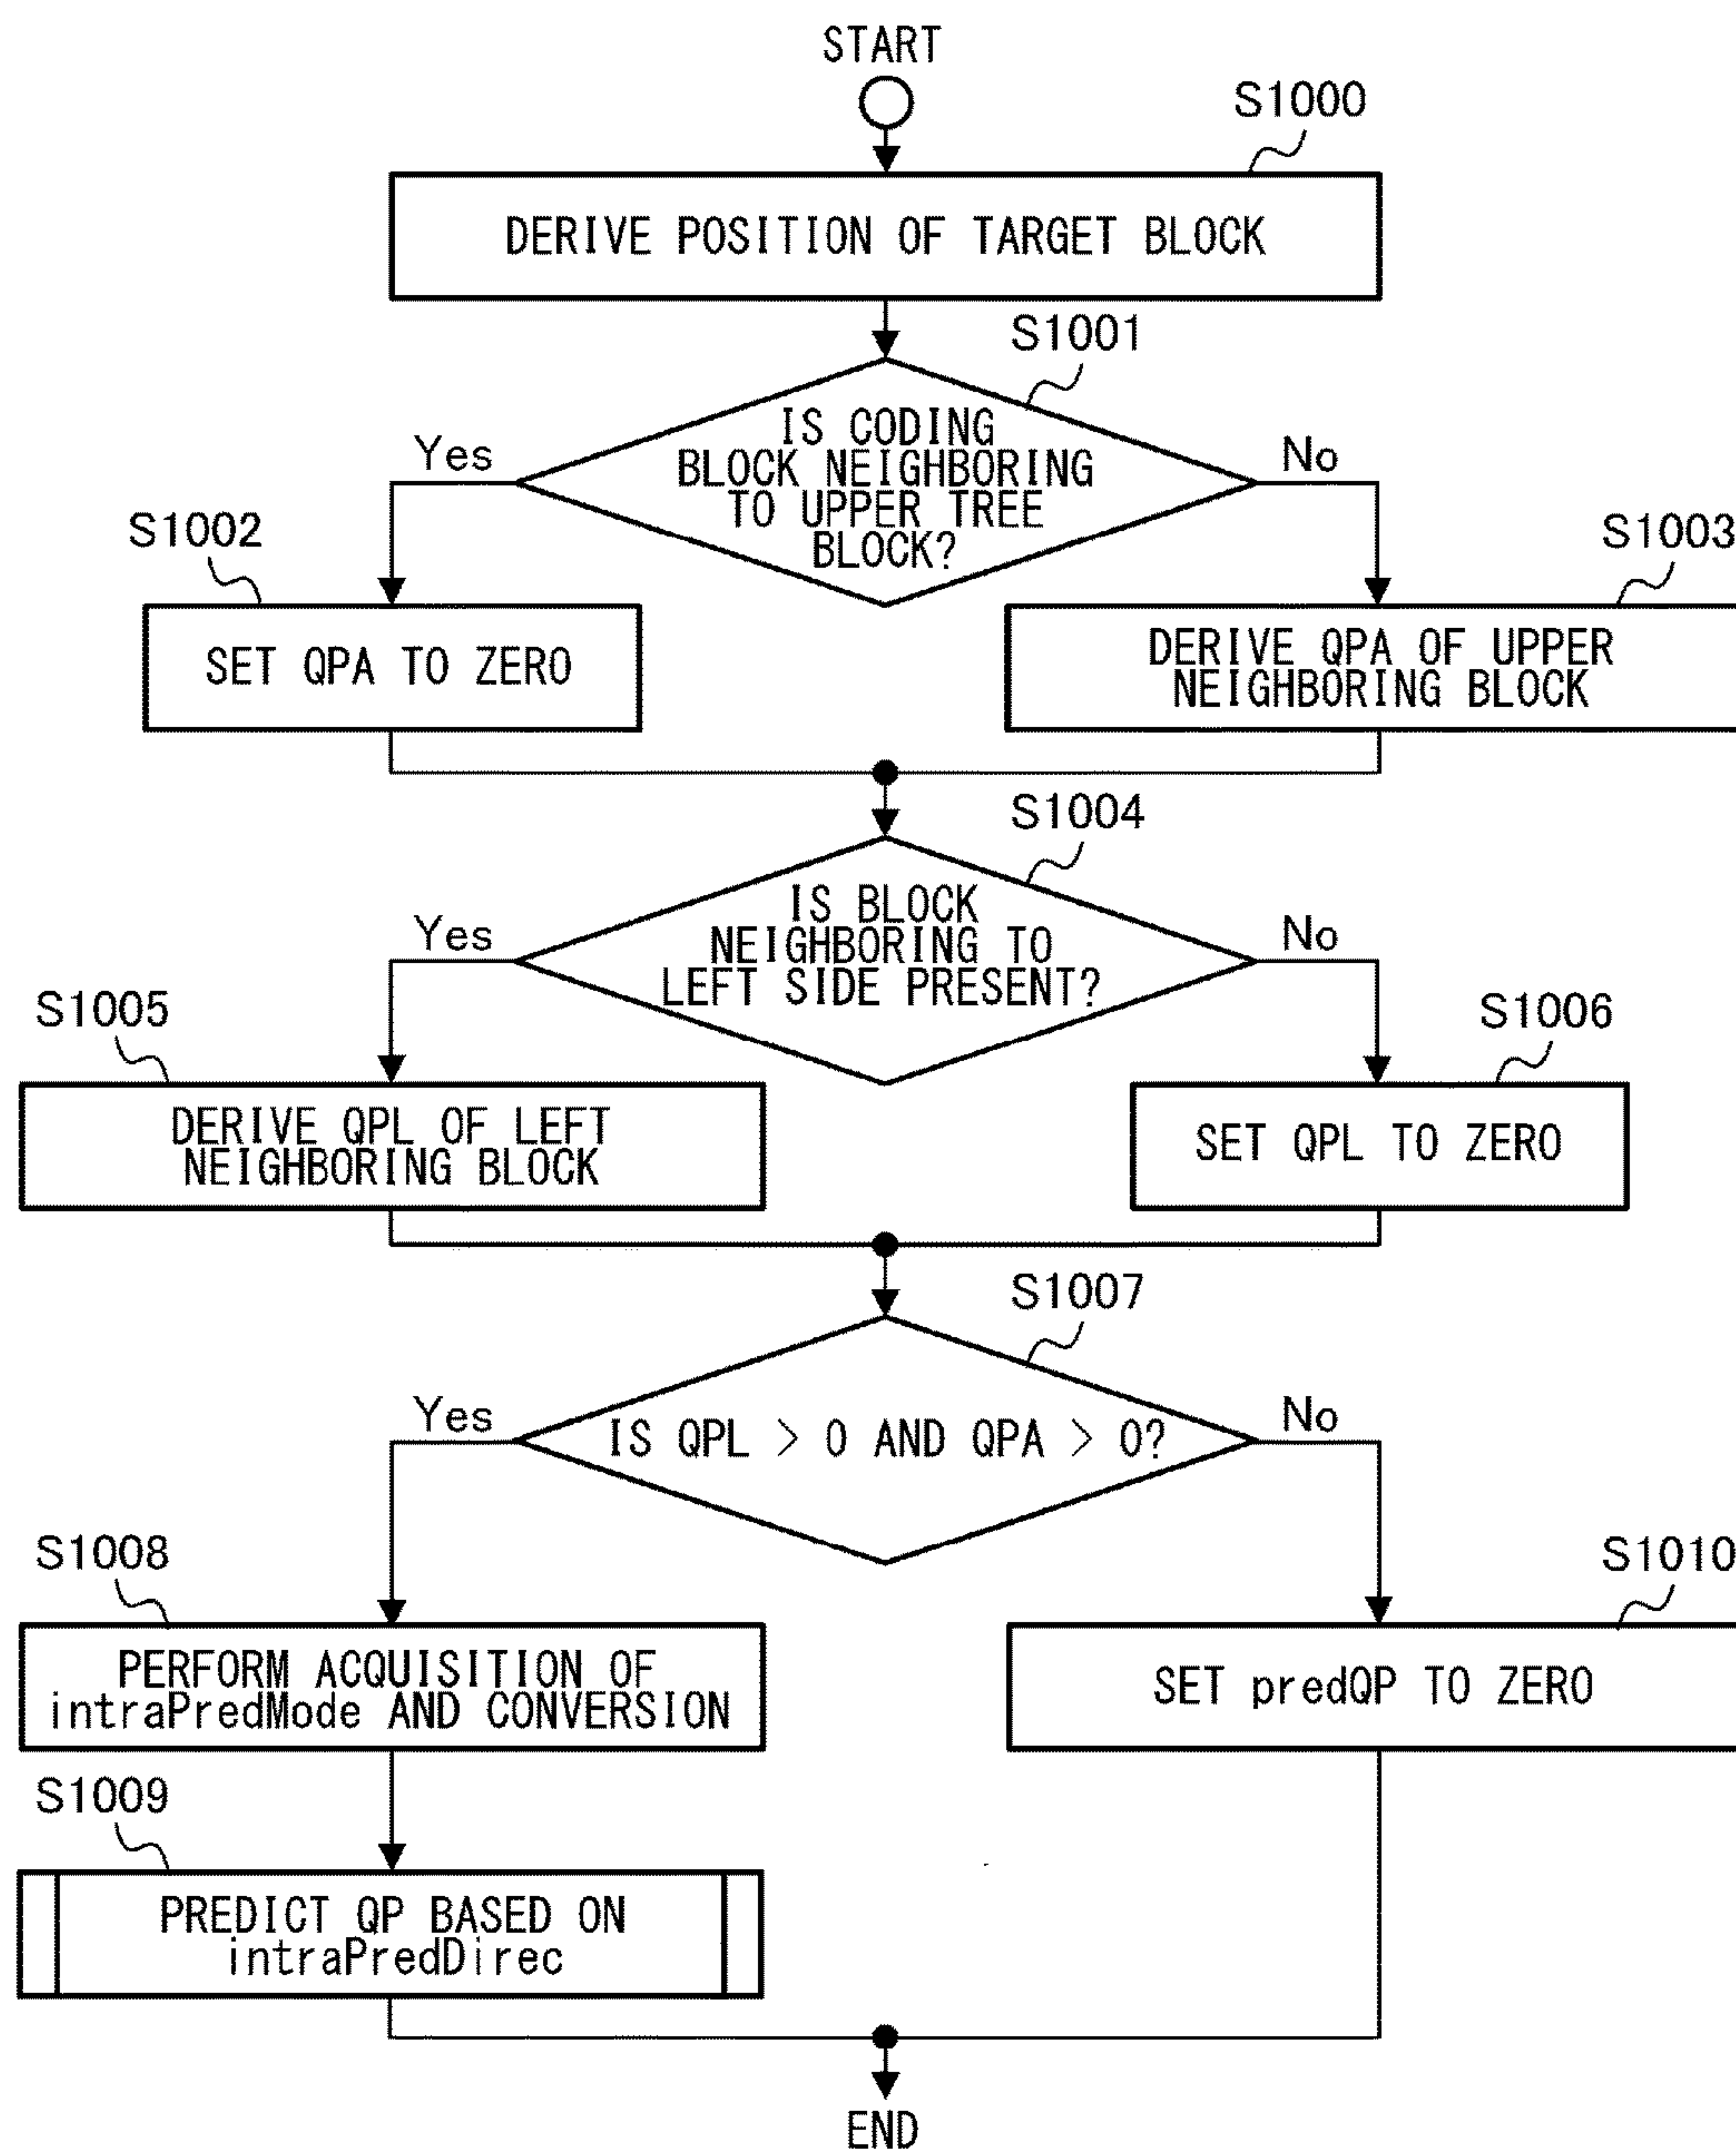 START
S1000
DERIVE POSITION OF TARGET BLOCK
S1001
IS CODING
BLOCK NEIGHBORING
TO UPPER TREE
BLOCK?
Yes
No
S1002
S1003
SET QPA TO ZERO
DERIVE QPA OF UPPER
NEIGHBORING BLOCK
S1004
IS BLOCK
NEIGHBORING TO
LEFT SIDE PRESENT?
Yes
No
S1005
S1006
DERIVE QPL OF LEFT
NEIGHBORING BLOCK
SET QPL TO ZERO
S1007
IS QPL > 0 AND QPA > 0?
Yes
No
S1008
S1010
PERFORM ACQUISITION OF
intraPredMode AND CONVERSION
SET predQP TO ZERO
S1009
PREDICT QP BASED ON
intraPredDirec
END